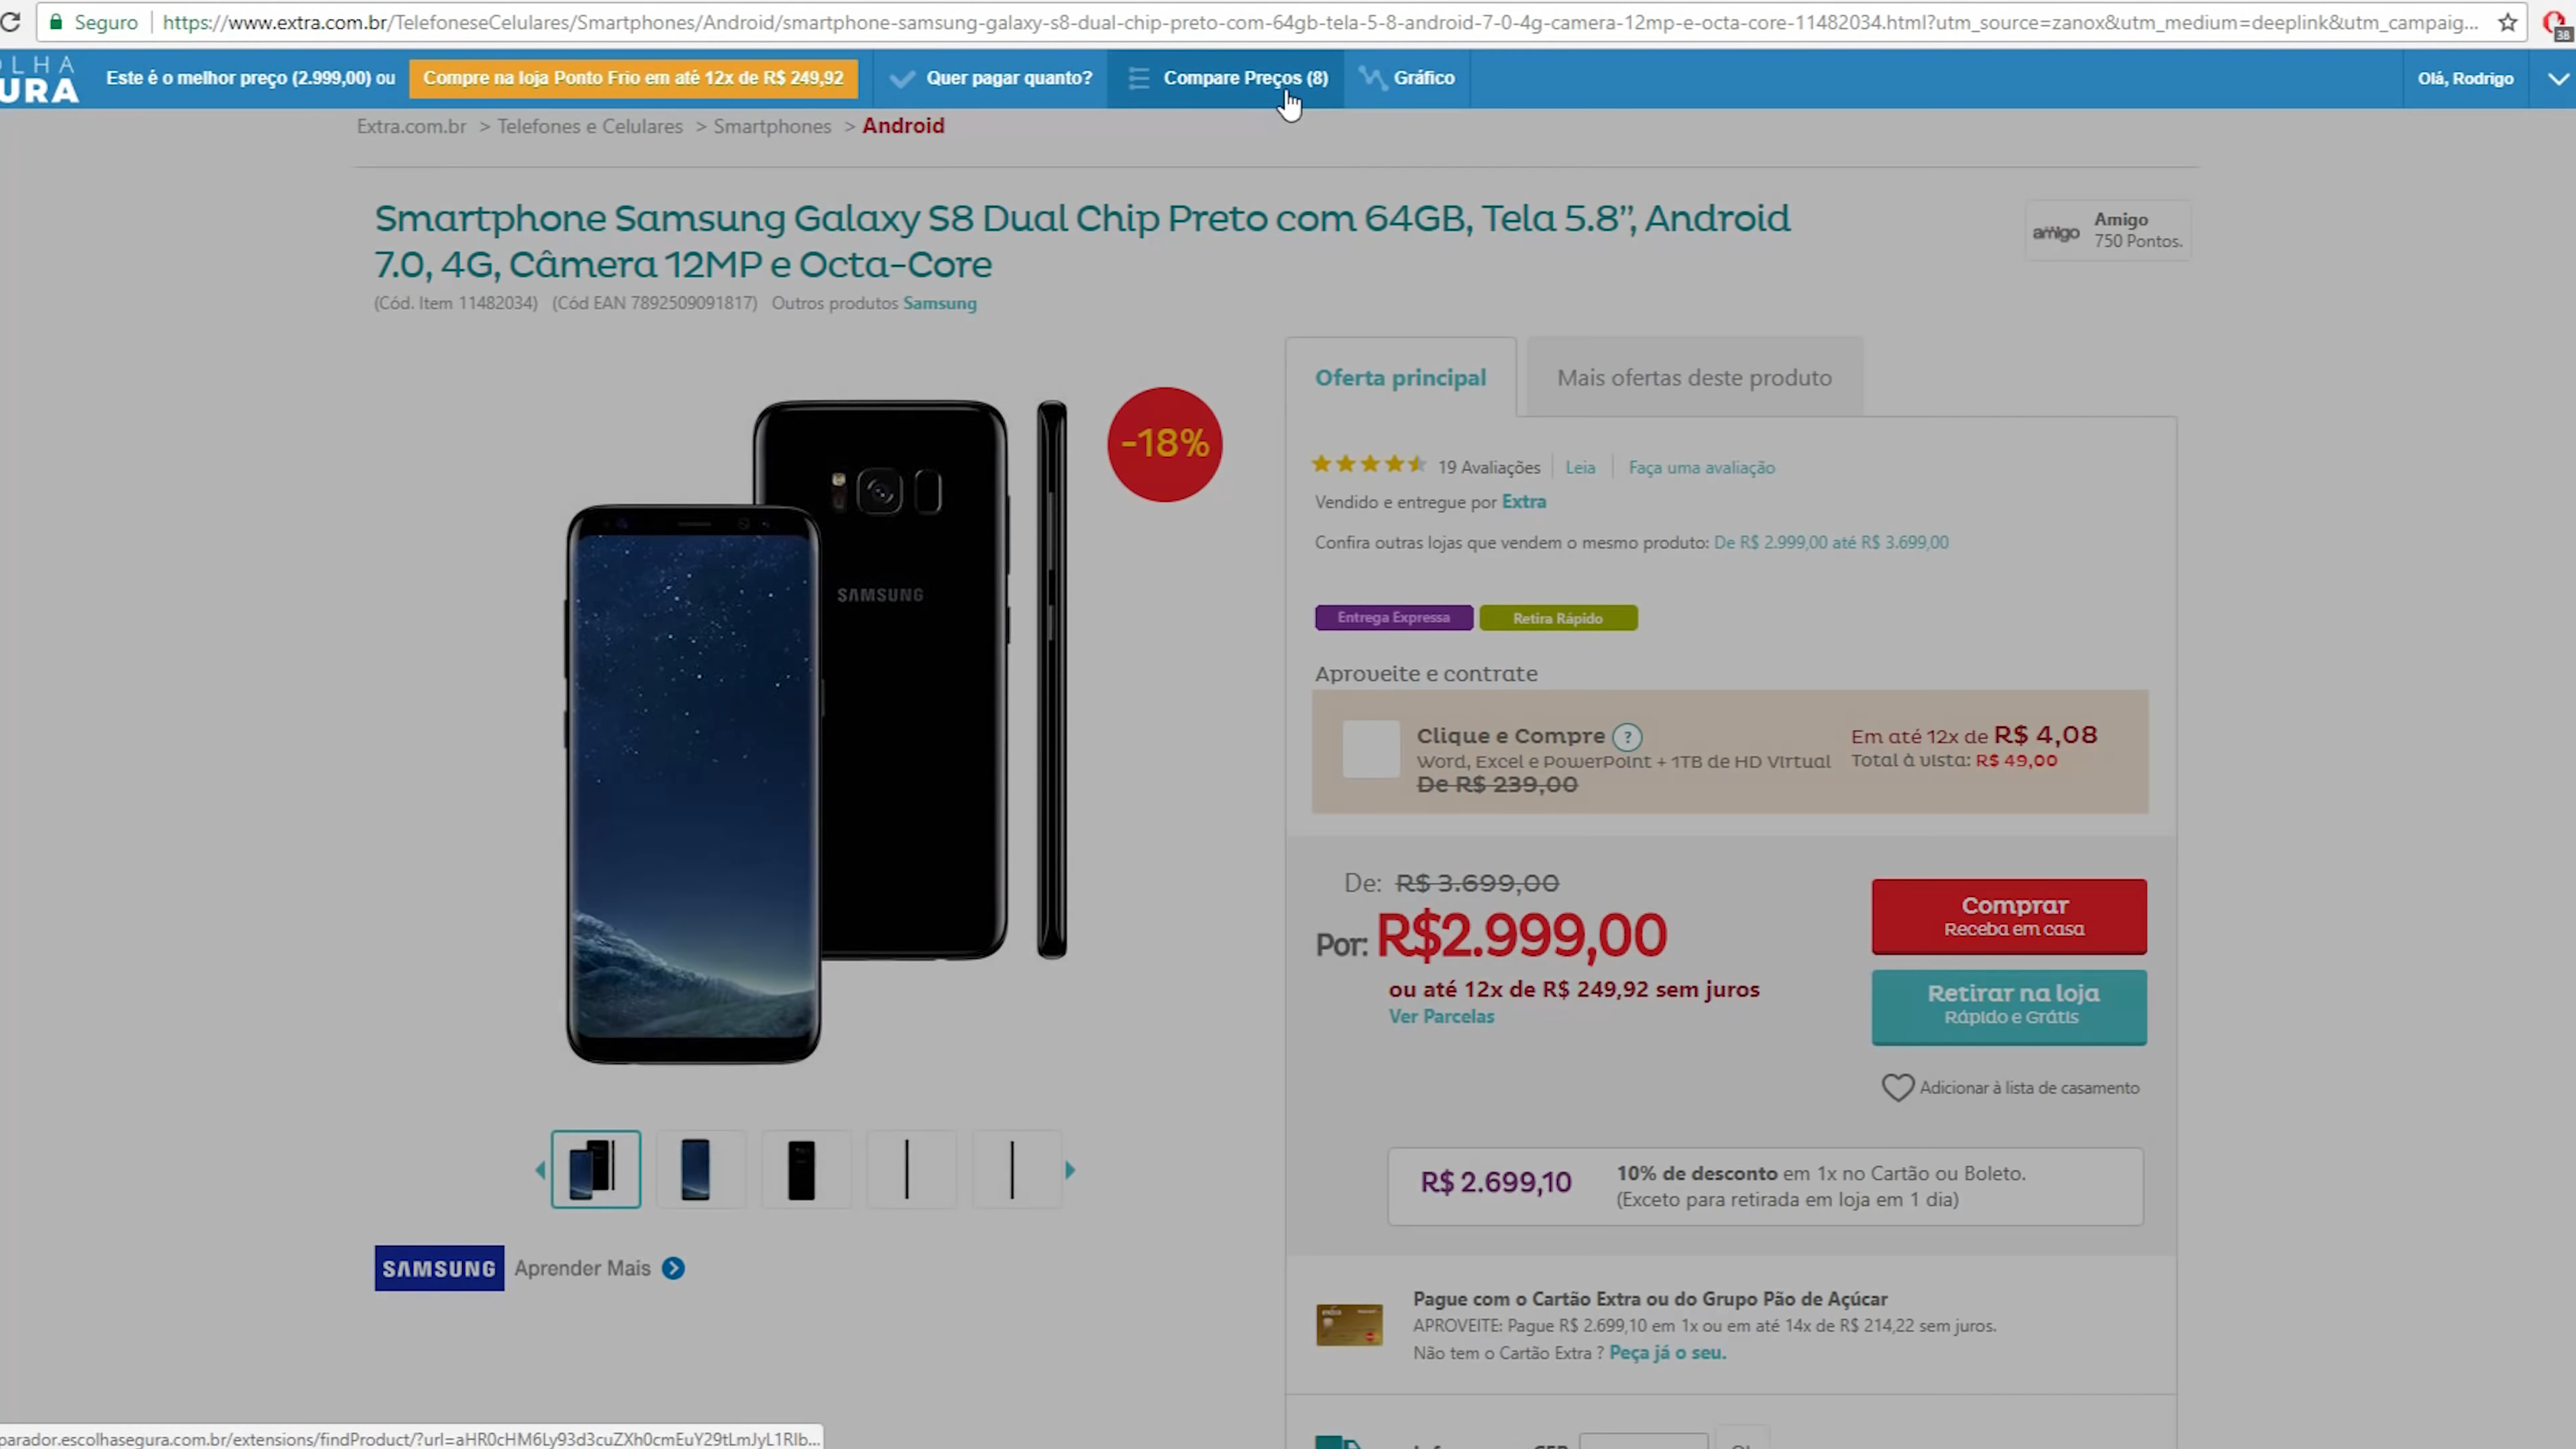 Seguro
https://www.extra.com.br/TelefoneseCelulares/Smartphones/Android/smartphone-samsung-galaxy-s8-dual-chip-preto-com-64gb-tela-5-8-android-7-0-4g-camera-12mp-e-octa-core-11482034.html?utm_source=zanox&utm_medium=deeplink&utm_campaig...
38
OLHA
URA
Este é o melhor preço (2.999,00) ou
Compre na loja Ponto Frio em até 12x de R$ 249,92
Quer pagar quanto?
Compare Preços (8)
Gráfico
Olá, Rodrigo
Extra.com.br > Telefones e Celulares > Smartphones > Android
Smartphone Samsung Galaxy S8 Dual Chip Preto com 64GB, Tela 5.8”, Android
7.0, 4G, Câmera 12MP e Octa-Core
(Cód. Item 11482034) (Cód EAN 7892509091817) Outros produtos Samsung
amigo
Amigo
750 Pontos.
-18%
SAMSUNG
Oferta principal
Mais ofertas deste produto
19 Avaliações
Leia
Faça uma avaliação
Vendido e entregue por Extra
Confira outras lojas que vendem o mesmo produto: De R$ 2.999,00 até R$ 3.699,00
Entrega Expressa
Retira Rápido
Aproveite e contrate
Clique e Compre ?
Word, Excel e PowerPoint + 1TB de HD Virtual
De R$ 239,00
Em até 12x de R$ 4,08
Total à vista: R$ 49,00
De: R$ 3.699,00
Por: R$2.999,00
ou até 12x de R$ 249,92 sem juros
Ver Parcelas
Comprar
Receba em casa
Retirar na loja
Rápido e Grátis
Adicionar à lista de casamento
R$ 2.699,10
10% de desconto em 1x no Cartão ou Boleto.
(Exceto para retirada em loja em 1 dia)
SAMSUNG
Aprender Mais
Pague com o Cartão Extra ou do Grupo Pão de Açúcar
APROVEITE: Pague R$ 2.699,10 em 1x ou em até 14x de R$ 214,22 sem juros.
Não tem o Cartão Extra ? Peça já o seu.
parador.escolhasegura.com.br/extensions/findProduct/?url=aHR0cHM6Ly93d3cuZXh0cmEuY29tLmJyL1Rlb...